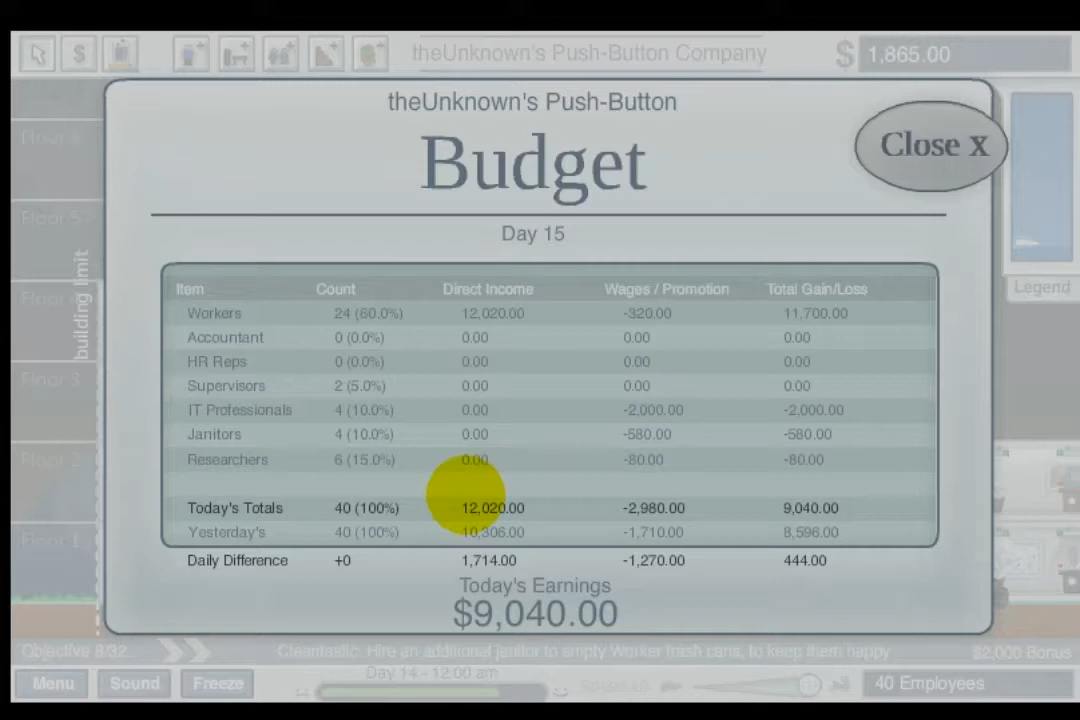 $ theUnknown's Push-Button Company $ 1,865.00
theUnknown's Push-Button
Close X
Budget
Day 15
Floor 5
building limit
Legend
Item Count Direct Income Wages / Promotion Total Gain/Loss
Workers 24 (60.0%) 12,020.00 -320.00 11,700.00
Accountant 0 (0.0%) 0.00 0.00 0.00
HR Reps 0 (0.0%) 0.00 0.00 0.00
Supervisors 2 (5.0%) 0.00 0.00 0.00
IT Professionals 4 (10.0%) 0.00 -2,000.00 -2,000.00
Janitors 4 (10.0%) 0.00 -580.00 -580.00
Researchers 6 (15.0%) 0.00 -80.00 -80.00
Today's Totals 40 (100%) 12,020.00 -2,980.00 9,040.00
Yesterday's 40 (100%) 10,306.00 -1,710.00 8,596.00
Daily Difference +0 1,714.00 -1,270.00 444.00
Floor 3
Floor 2
Floor 1
Today's Earnings
$9,040.00
Objective 8/32 Cleantastic: Hire an additional janitor to empty Worker trash cans, to keep them happy $2,000 Bonus
Day 14 - 12:00 am
Menu Sound Freeze 40 Employees